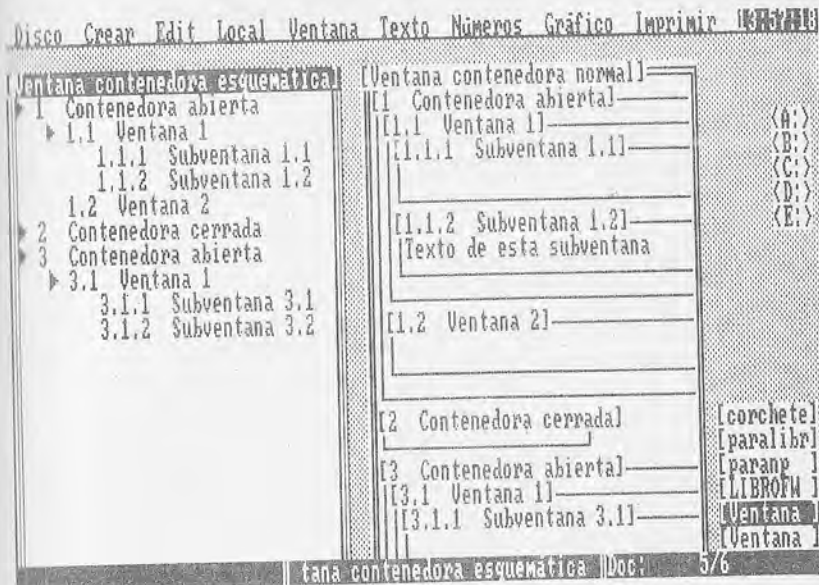 Disco Crear Edit Local Ventana Texto Números Gráfico Imprimir
[Ventana contenedora esquemática]
1 Contenedora abierta
1.1 Ventana 1
1.1.1 Subventana 1.1
1.1.2 Subventana 1.2
1.2 Ventana 2
2 Contenedora cerrada
3 Contenedora abierta
3.1 Ventana 1
3.1.1 Subventana 3.1
3.1.2 Subventana 3.2
[Ventana contenedora normal]
[1 Contenedora abierta]
[1.1 Ventana 1]
[1.1.1 Subventana 1.1]
[1.1.2 Subventana 1.2]
Texto de esta subventana
[1.2 Ventana 2]
[2 Contenedora cerrada]
[3 Contenedora abierta]
[3.1 Ventana 1]
[3.1.1 Subventana 3.1]
<A:>
<B:>
<C:>
<D:>
<E:>
[corchete]
[paralibr]
[paranp ]
[LIBROFW ]
[Ventana ]
[Ventana ]
tana contenedora esquemática Doc: 5/6